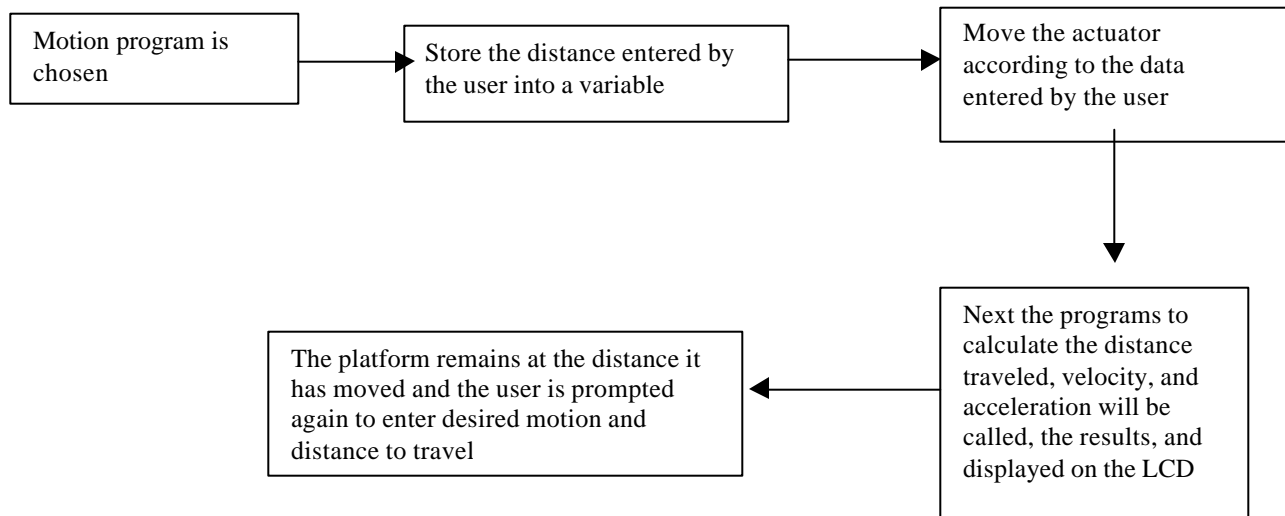 Motion program is
chosen
Store the distance entered by
the user into a variable
Move the actuator
according to the data
entered by the user
Next the programs to
calculate the distance
traveled, velocity, and
acceleration will be
called, the results, and
displayed on the LCD
The platform remains at the distance it
has moved and the user is prompted
again to enter desired motion and
distance to travel